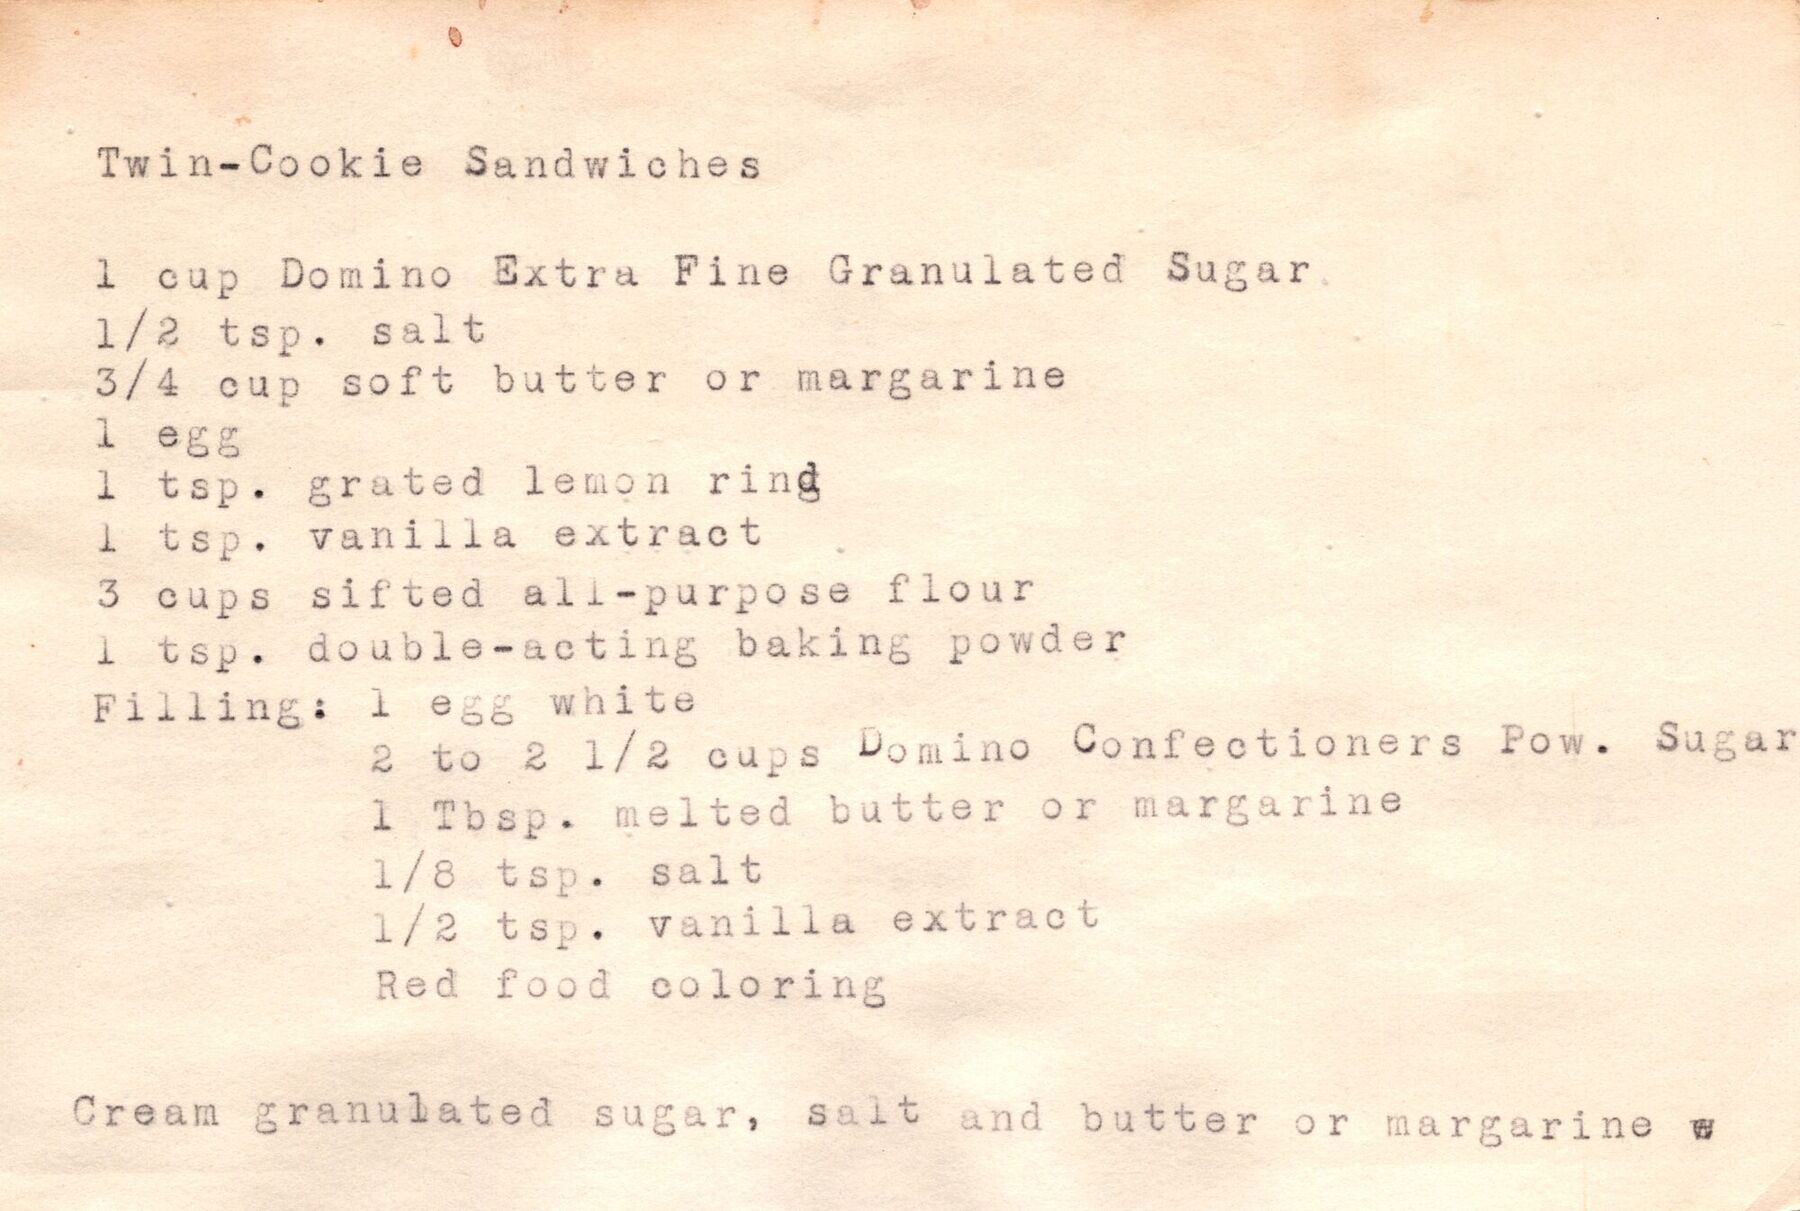 Twin-Cookie Sandwiches
1 cup Domino Extra Fine Granulated Sugar
1/2 tsp. salt
3/4 cup soft butter or margarine
1 egg
1 tsp. grated lemon rind
1 tsp. vanilla extract
3 cups sifted all-purpose flour
1 tsp. double-acting baking powder
Filling: 1 egg white
2 to 2 1/2 cups Domino Confectioners Pow. Sugar
1 Tbsp. melted butter or margarine
1/8 tsp. salt
1/2 tsp. vanilla extract
Red food coloring
Cream granulated sugar, salt and butter or margarine